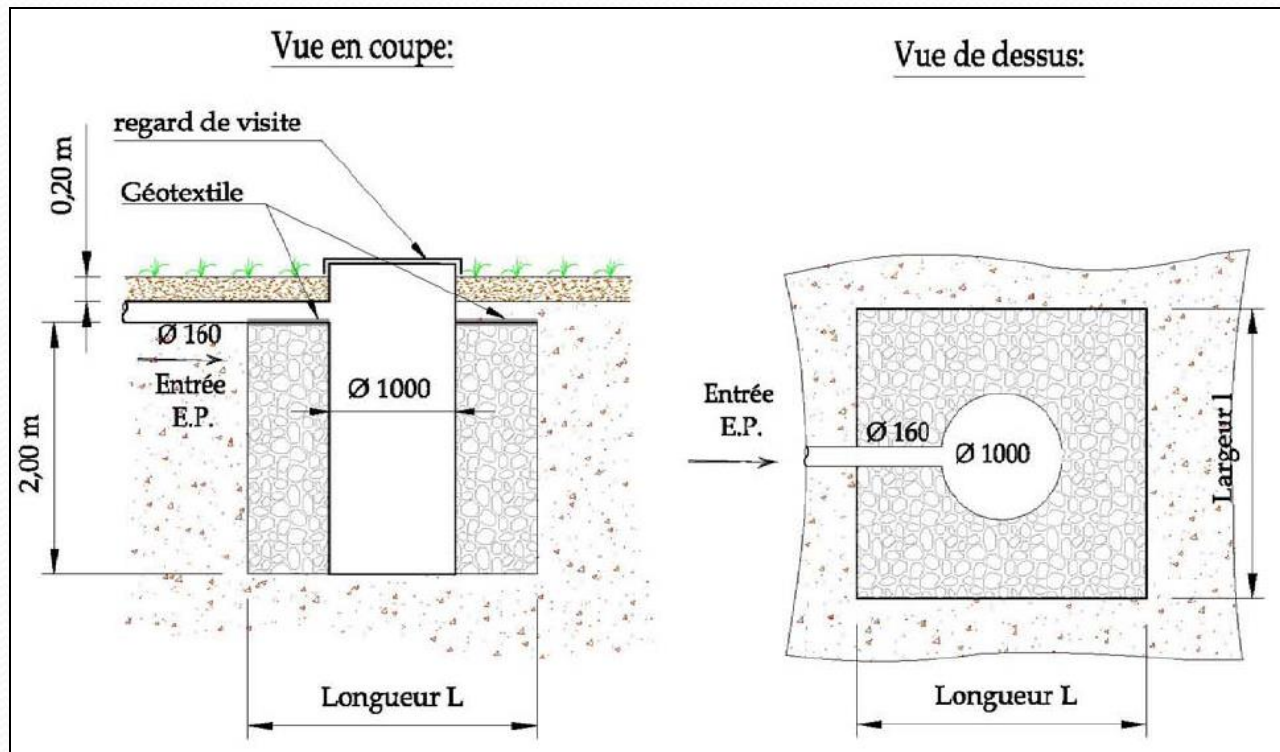 Vue en coupe:
regard de visite
0,20 m
Géotextile
Ø 160
Entrée
E.P.
Ø 1000
2,00 m
Longueur L
Vue de dessus:
Entrée
E.P.
Ø 160
Ø 1000
Largeur l
Longueur L